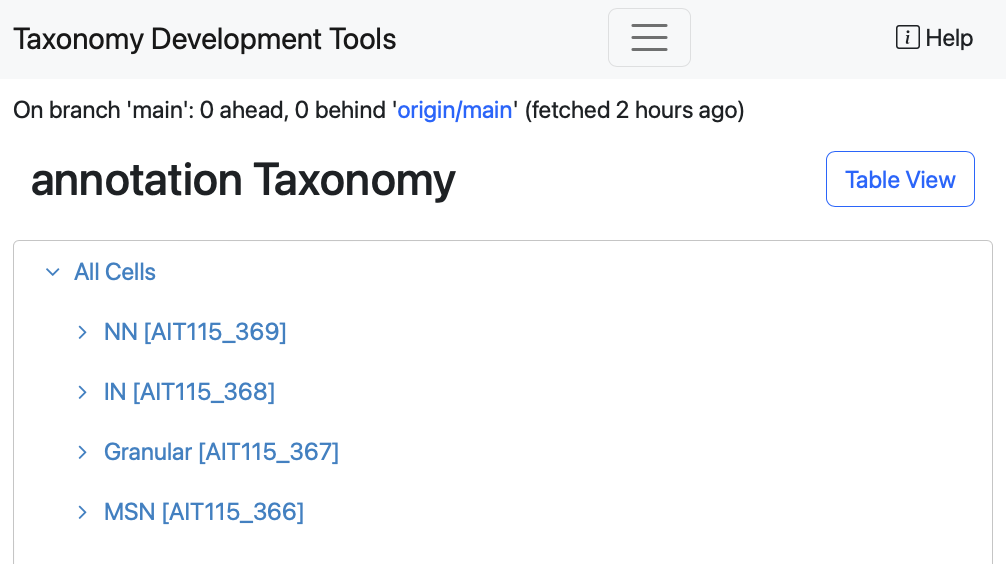 Taxonomy Development Tools
Help
On branch 'main': 0 ahead, 0 behind 'origin/main' (fetched 2 hours ago)
annotation Taxonomy
Table View
All Cells
NN [AIT115_369]
IN [AIT115_368]
Granular [AIT115_367]
MSN [AIT115_366]